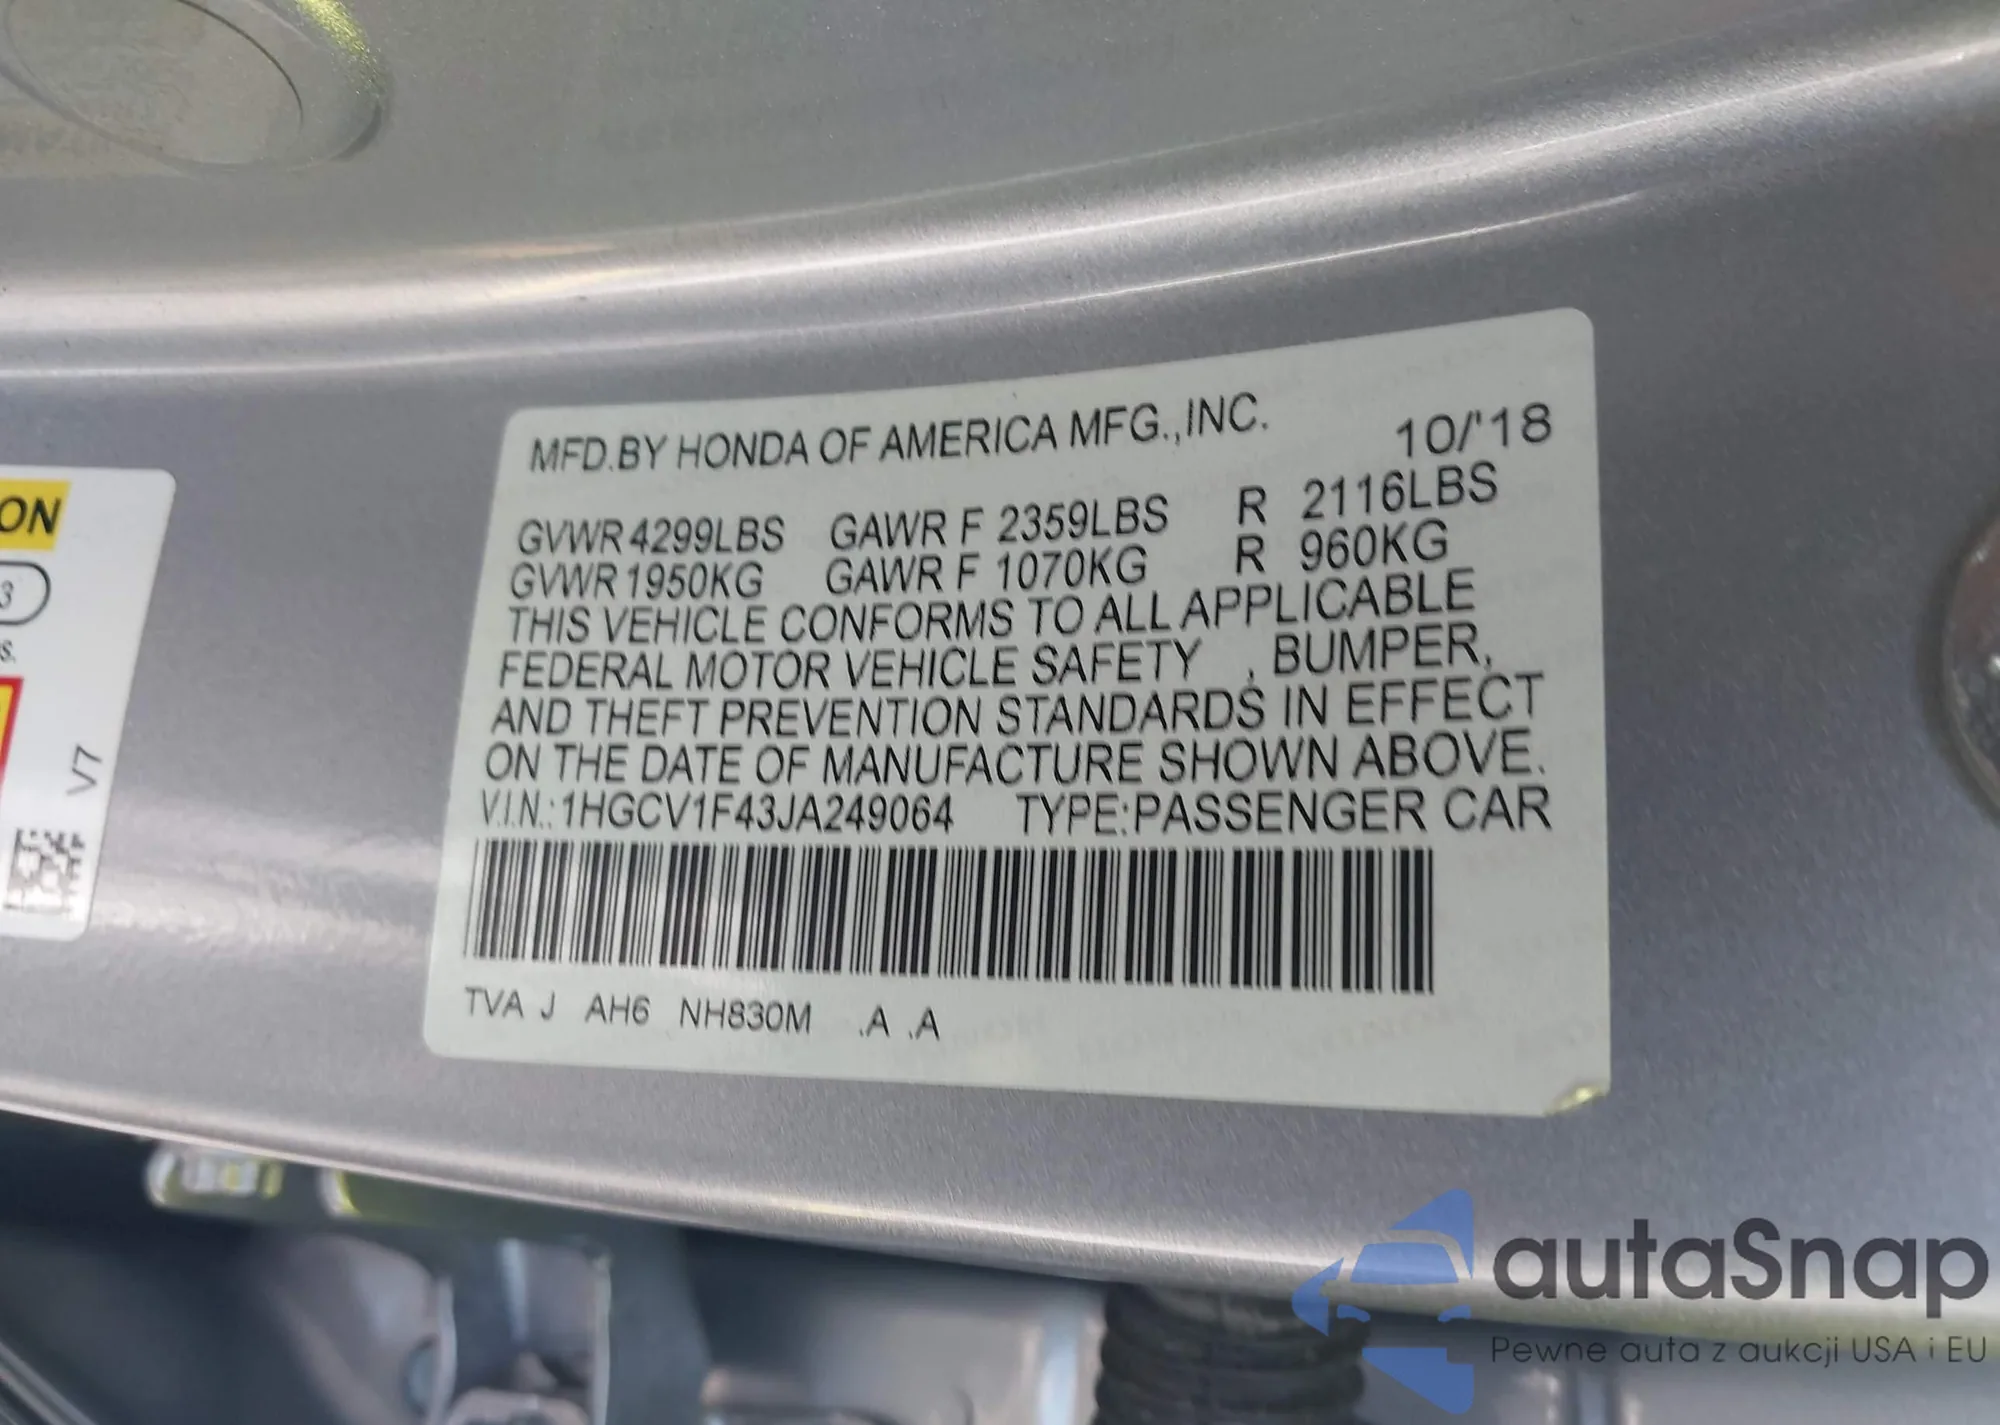 MFD.BY HONDA OF AMERICA MFG.,INC. 10/'18
GVWR 4299LBS GAWR F 2359LBS R 2116LBS
GVWR 1950KG GAWR F 1070KG R 960KG
THIS VEHICLE CONFORMS TO ALL APPLICABLE
FEDERAL MOTOR VEHICLE SAFETY , BUMPER,
AND THEFT PREVENTION STANDARDS IN EFFECT
ON THE DATE OF MANUFACTURE SHOWN ABOVE.
V.I.N.: 1HGCV1F43JA249064 TYPE:PASSENGER CAR
TVA J AH6 NH830M .A .A
ON
3
s.
V7
autaSnap
Pewne auta z aukcji USA i EU